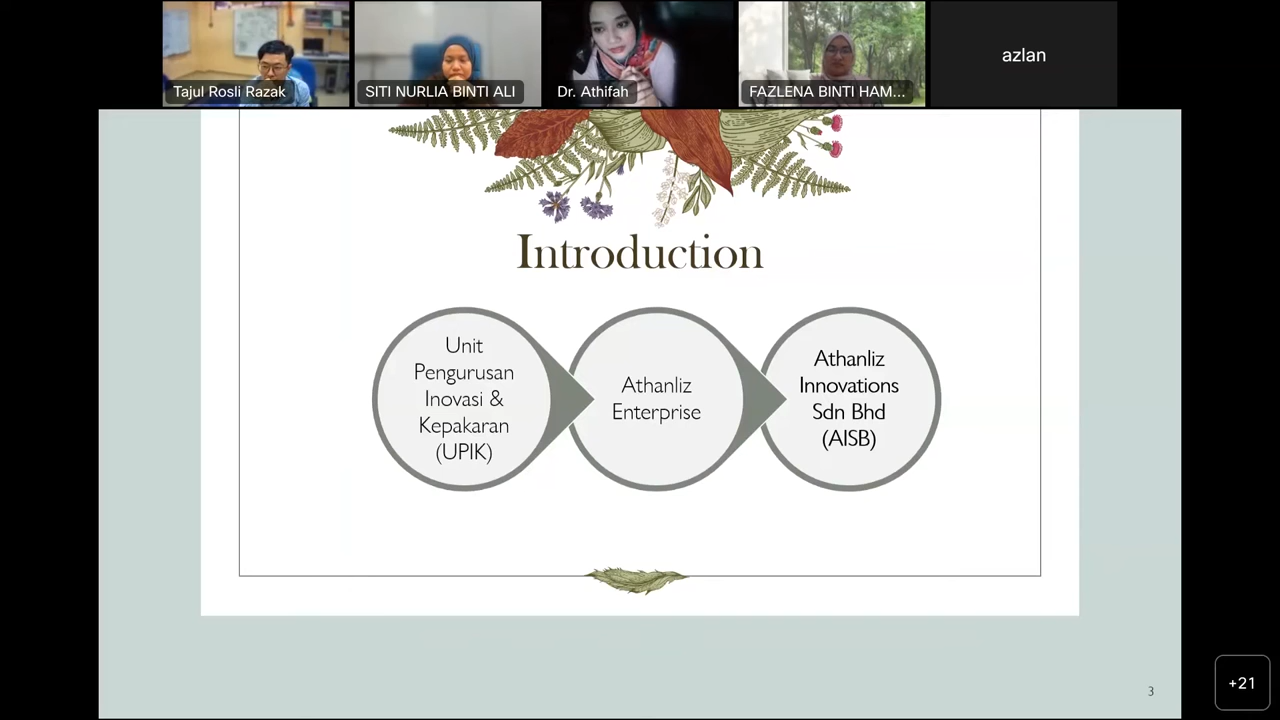 Tajul Rosli Razak
SITI NURLIA BINTI ALI
Dr. Athifah
FAZLENA BINTI HAM...
azlan
Introduction
Unit
Pengurusan
Inovasi &
Kepakaran
(UPIK)
Athanliz
Enterprise
Athanliz
Innovations
Sdn Bhd
(AISB)
+21
3